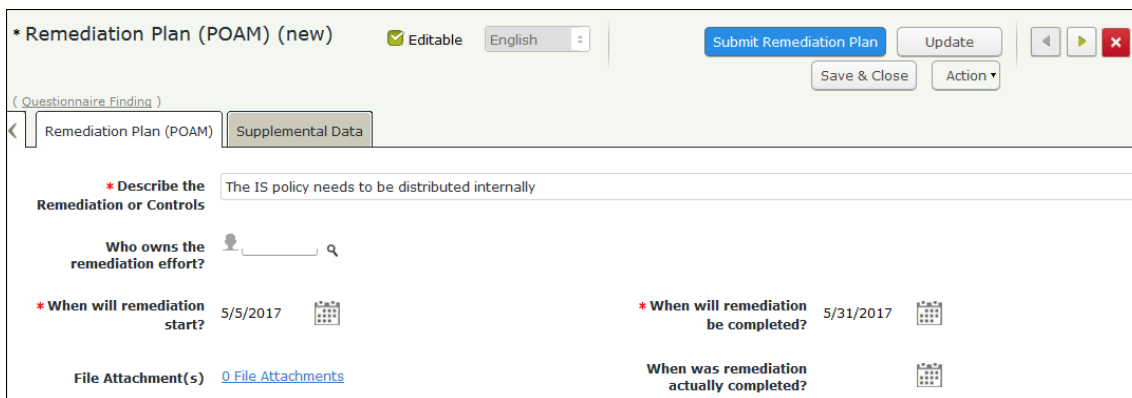 * Remediation Plan (POAM) (new)
Editable
English
Submit Remediation Plan
Update
Save & Close
Action
( Questionnaire Finding )
Remediation Plan (POAM)
Supplemental Data
* Describe the
Remediation or Controls
The IS policy needs to be distributed internally
Who owns the
remediation effort?
* When will remediation
start?
5/5/2017
* When will remediation
be completed?
5/31/2017
File Attachment(s)
0 File Attachments
When was remediation
actually completed?